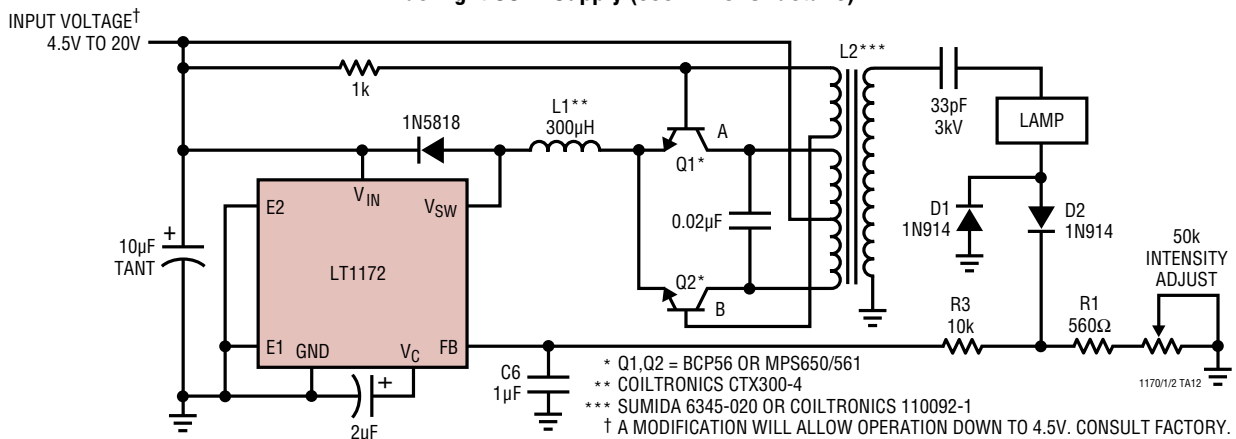 INPUT VOLTAGE†
4.5V TO 20V
1k
1N5818
L1**
300µH
A
Q1*
L2***
33pF
3kV
LAMP
D1
1N914
D2
1N914
50k
INTENSITY
ADJUST
0.02µF
Q2*
B
10µF
TANT
+
E2
VIN
VSW
LT1172
E1
GND
VC
FB
+
2µF
C6
1µF
R3
10k
R1
560Ω
* Q1,Q2 = BCP56 OR MPS650/561
** COILTRONICS CTX300-4
*** SUMIDA 6345-020 OR COILTRONICS 110092-1
† A MODIFICATION WILL ALLOW OPERATION DOWN TO 4.5V. CONSULT FACTORY.
1170/1/2 TA12